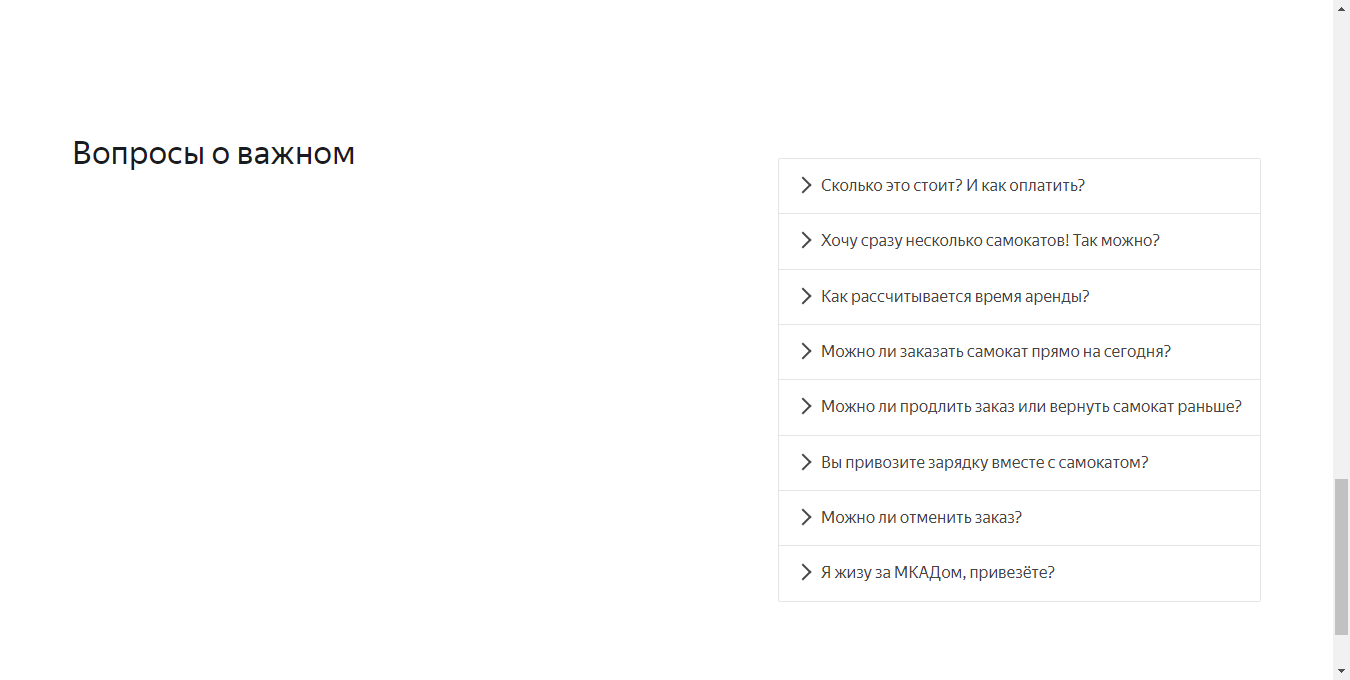 Вопросы о важном
Сколько это стоит? И как оплатить?
Хочу сразу несколько самокатов! Так можно?
Как рассчитывается время аренды?
Можно ли заказать самокат прямо на сегодня?
Можно ли продлить заказ или вернуть самокат раньше?
Вы привозите зарядку вместе с самокатом?
Можно ли отменить заказ?
Я жизу за МКАДом, привезёте?